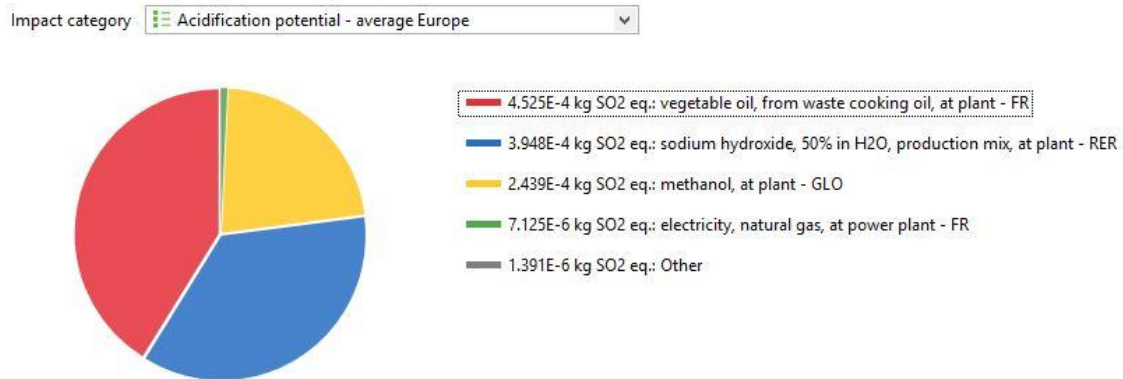 Impact category Acidification potential - average Europe
4.525E-4 kg SO2 eq.: vegetable oil, from waste cooking oil, at plant - FR
3.948E-4 kg SO2 eq.: sodium hydroxide, 50% in H2O, production mix, at plant - RER
2.439E-4 kg SO2 eq.: methanol, at plant - GLO
7.125E-6 kg SO2 eq.: electricity, natural gas, at power plant - FR
1.391E-6 kg SO2 eq.: Other